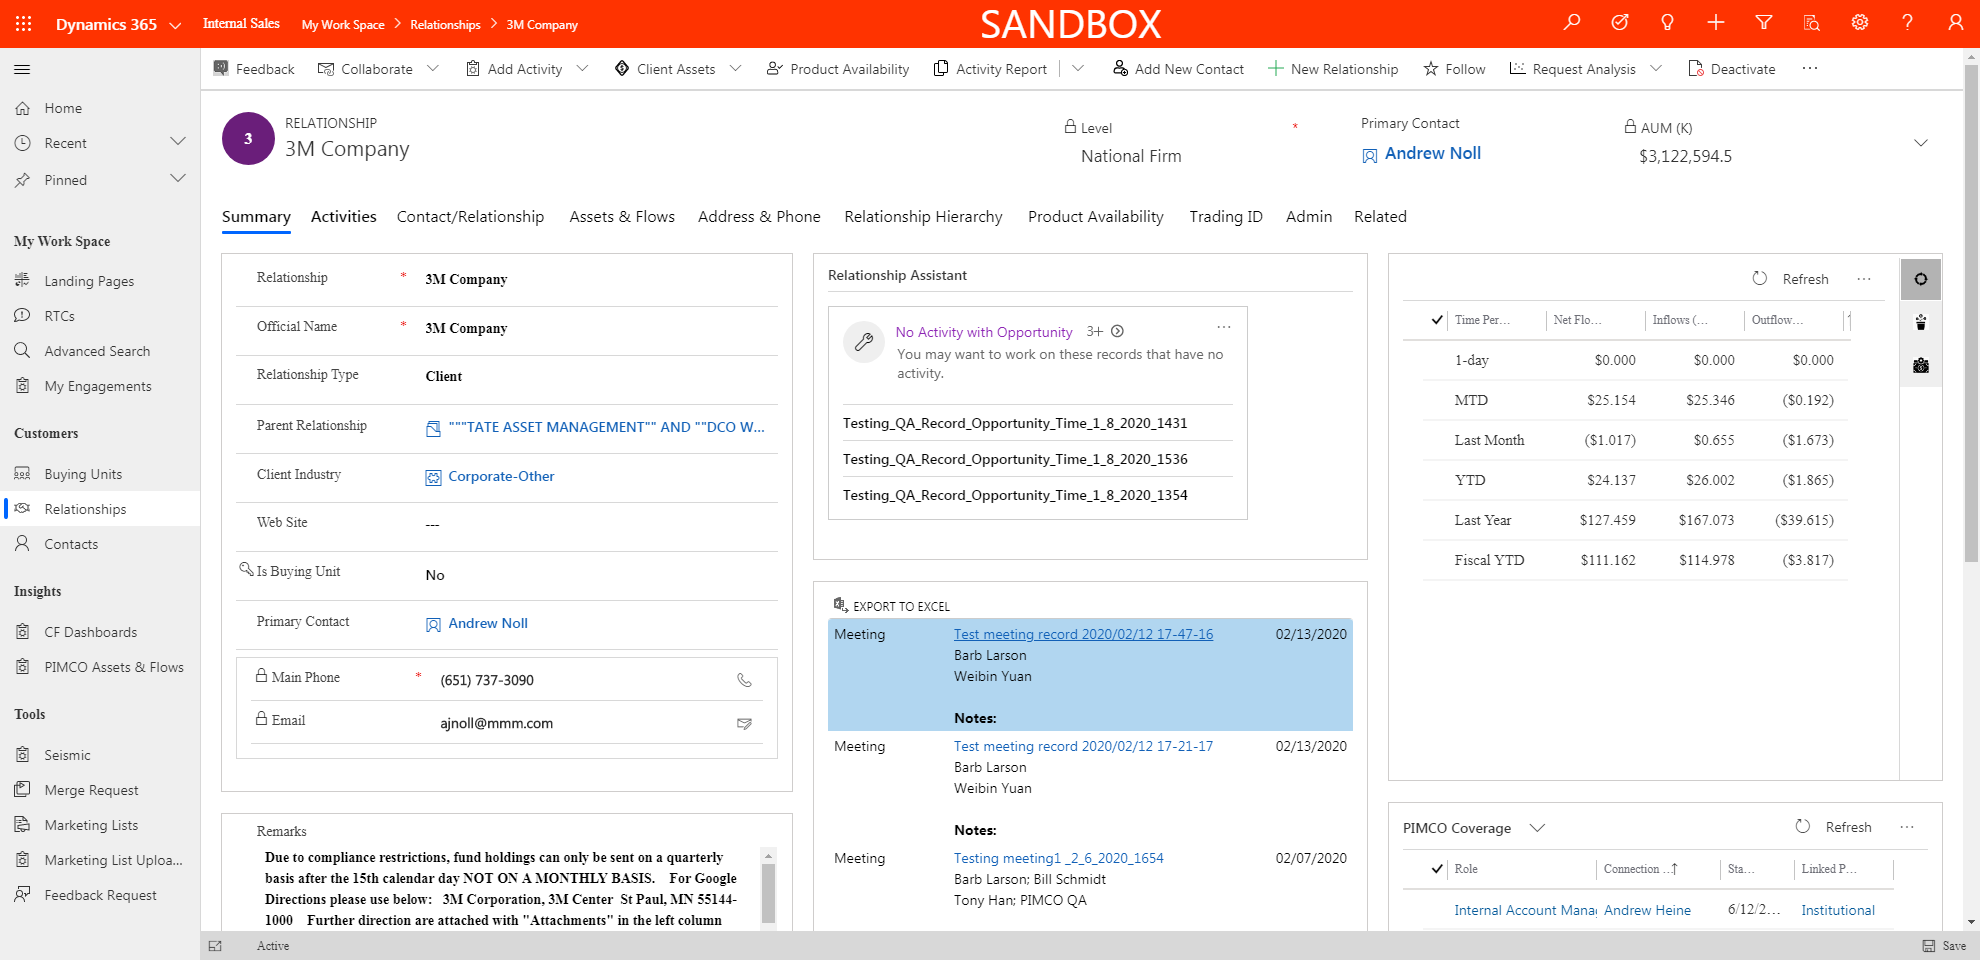 Dynamics 365
Internal Sales
My Work Space > Relationships > 3M Company
SANDBOX
Feedback
Collaborate
Add Activity
Client Assets
Product Availability
Activity Report
Add New Contact
New Relationship
Follow
Request Analysis
Deactivate
Home
Recent
Pinned
My Work Space
Landing Pages
RTCs
Advanced Search
My Engagements
Customers
Buying Units
Relationships
Contacts
Insights
CF Dashboards
PIMCO Assets & Flows
Tools
Seismic
Merge Request
Marketing Lists
Marketing List Uploa...
Feedback Request
3
RELATIONSHIP
3M Company
Level *
National Firm
Primary Contact
Andrew Noll
AUM (K)
$3,122,594.5
Summary Activities Contact/Relationship Assets & Flows Address & Phone Relationship Hierarchy Product Availability Trading ID Admin Related
Relationship * 3M Company
Official Name * 3M Company
Relationship Type Client
Parent Relationship """TATE ASSET MANAGEMENT"" AND ""DCO W...
Client Industry Corporate-Other
Web Site ---
Is Buying Unit No
Primary Contact Andrew Noll
Main Phone * (651) 737-3090
Email ajnoll@mmm.com
Remarks
Due to compliance restrictions, fund holdings can only be sent on a quarterly
basis after the 15th calendar day NOT ON A MONTHLY BASIS. For Google
Directions please use below: 3M Corporation, 3M Center St Paul, MN 55144-
1000 Further direction are attached with "Attachments" in the left column
Relationship Assistant
No Activity with Opportunity 3+
You may want to work on these records that have no
activity.
Testing_QA_Record_Opportunity_Time_1_8_2020_1431
Testing_QA_Record_Opportunity_Time_1_8_2020_1536
Testing_QA_Record_Opportunity_Time_1_8_2020_1354
EXPORT TO EXCEL
Meeting Test meeting record 2020/02/12 17-47-16 02/13/2020
Barb Larson
Weibin Yuan
Notes:
Meeting Test meeting record 2020/02/12 17-21-17 02/13/2020
Barb Larson
Weibin Yuan
Notes:
Meeting Testing meeting1 _2_6_2020_1654 02/07/2020
Barb Larson; Bill Schmidt
Tony Han; PIMCO QA
Refresh ...
Time Per... Net Flo... Inflows (... Outflow...
1-day $0.000 $0.000 $0.000
MTD $25.154 $25.346 ($0.192)
Last Month ($1.017) $0.655 ($1.673)
YTD $24.137 $26.002 ($1.865)
Last Year $127.459 $167.073 ($39.615)
Fiscal YTD $111.162 $114.978 ($3.817)
PIMCO Coverage Refresh ...
Role Connection ... Sta... Linked P...
Internal Account Manag Andrew Heine 6/12/2... Institutional
Active
Save